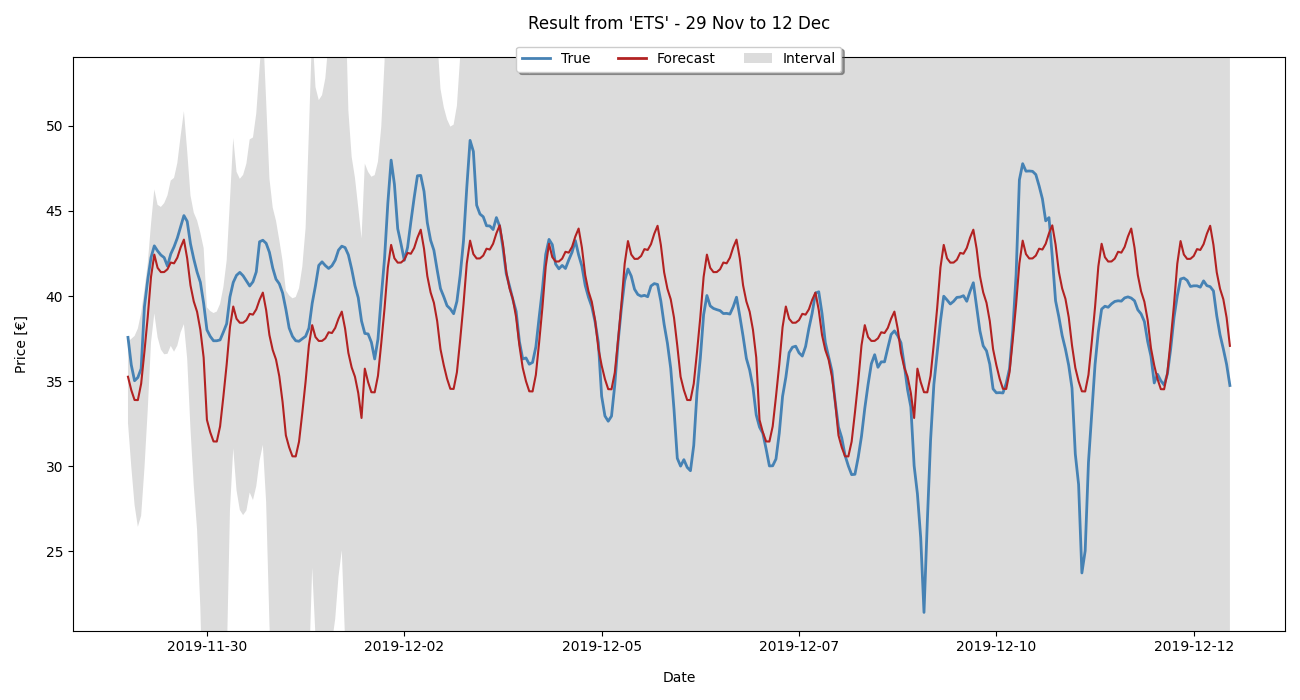 Result from 'ETS' - 29 Nov to 12 Dec
True Forecast Interval
Price [€]
50
45
40
35
30
25
2019-11-30 2019-12-02 2019-12-05 2019-12-07 2019-12-10 2019-12-12
Date